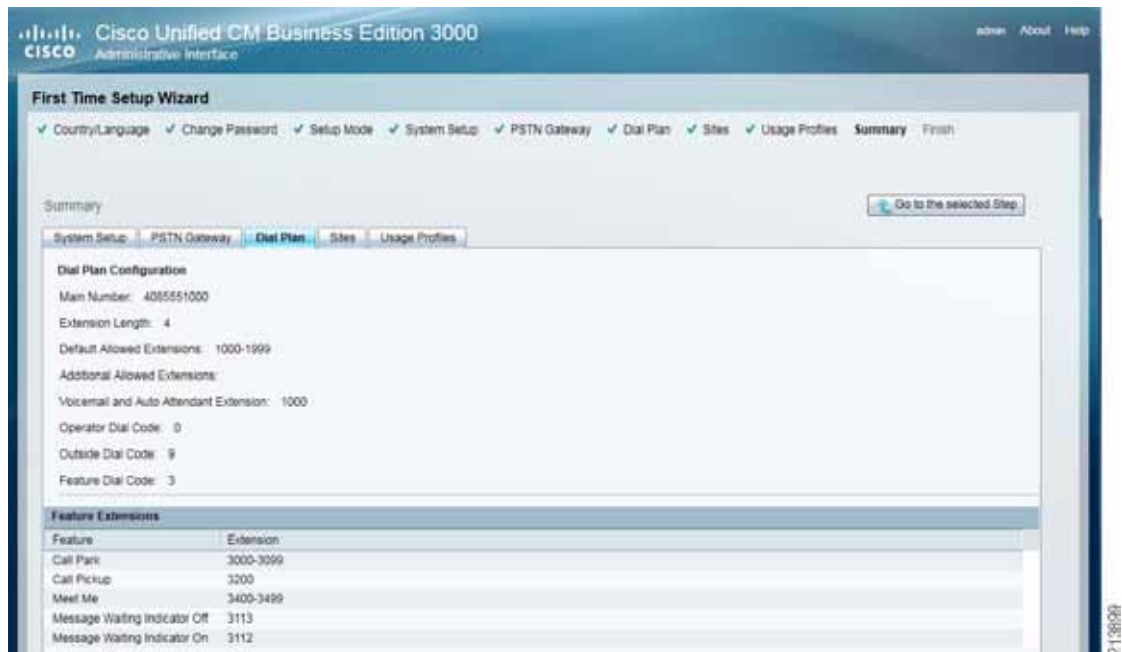 CISCO
Cisco Unified CM Business Edition 3000
Administrative Interface
admin About Help
First Time Setup Wizard
✓ Country/Language ✓ Change Password ✓ Setup Mode ✓ System Setup ✓ PSTN Gateway ✓ Dial Plan ✓ Sites ✓ Usage Profiles Summary Finish
Summary
Go to the selected Step
System Setup PSTN Gateway Dial Plan Sites Usage Profiles
Dial Plan Configuration
Main Number: 4085551000
Extension Length: 4
Default Allowed Extensions: 1000-1999
Additional Allowed Extensions:
Voicemail and Auto Attendant Extension: 1000
Operator Dial Code: 0
Outside Dial Code: 9
Feature Dial Code: 3
Feature Extensions
Feature Extension
Call Park 3000-3099
Call Pickup 3200
Meet Me 3400-3499
Message Waiting Indicator Off 3113
Message Waiting Indicator On 3112
213899